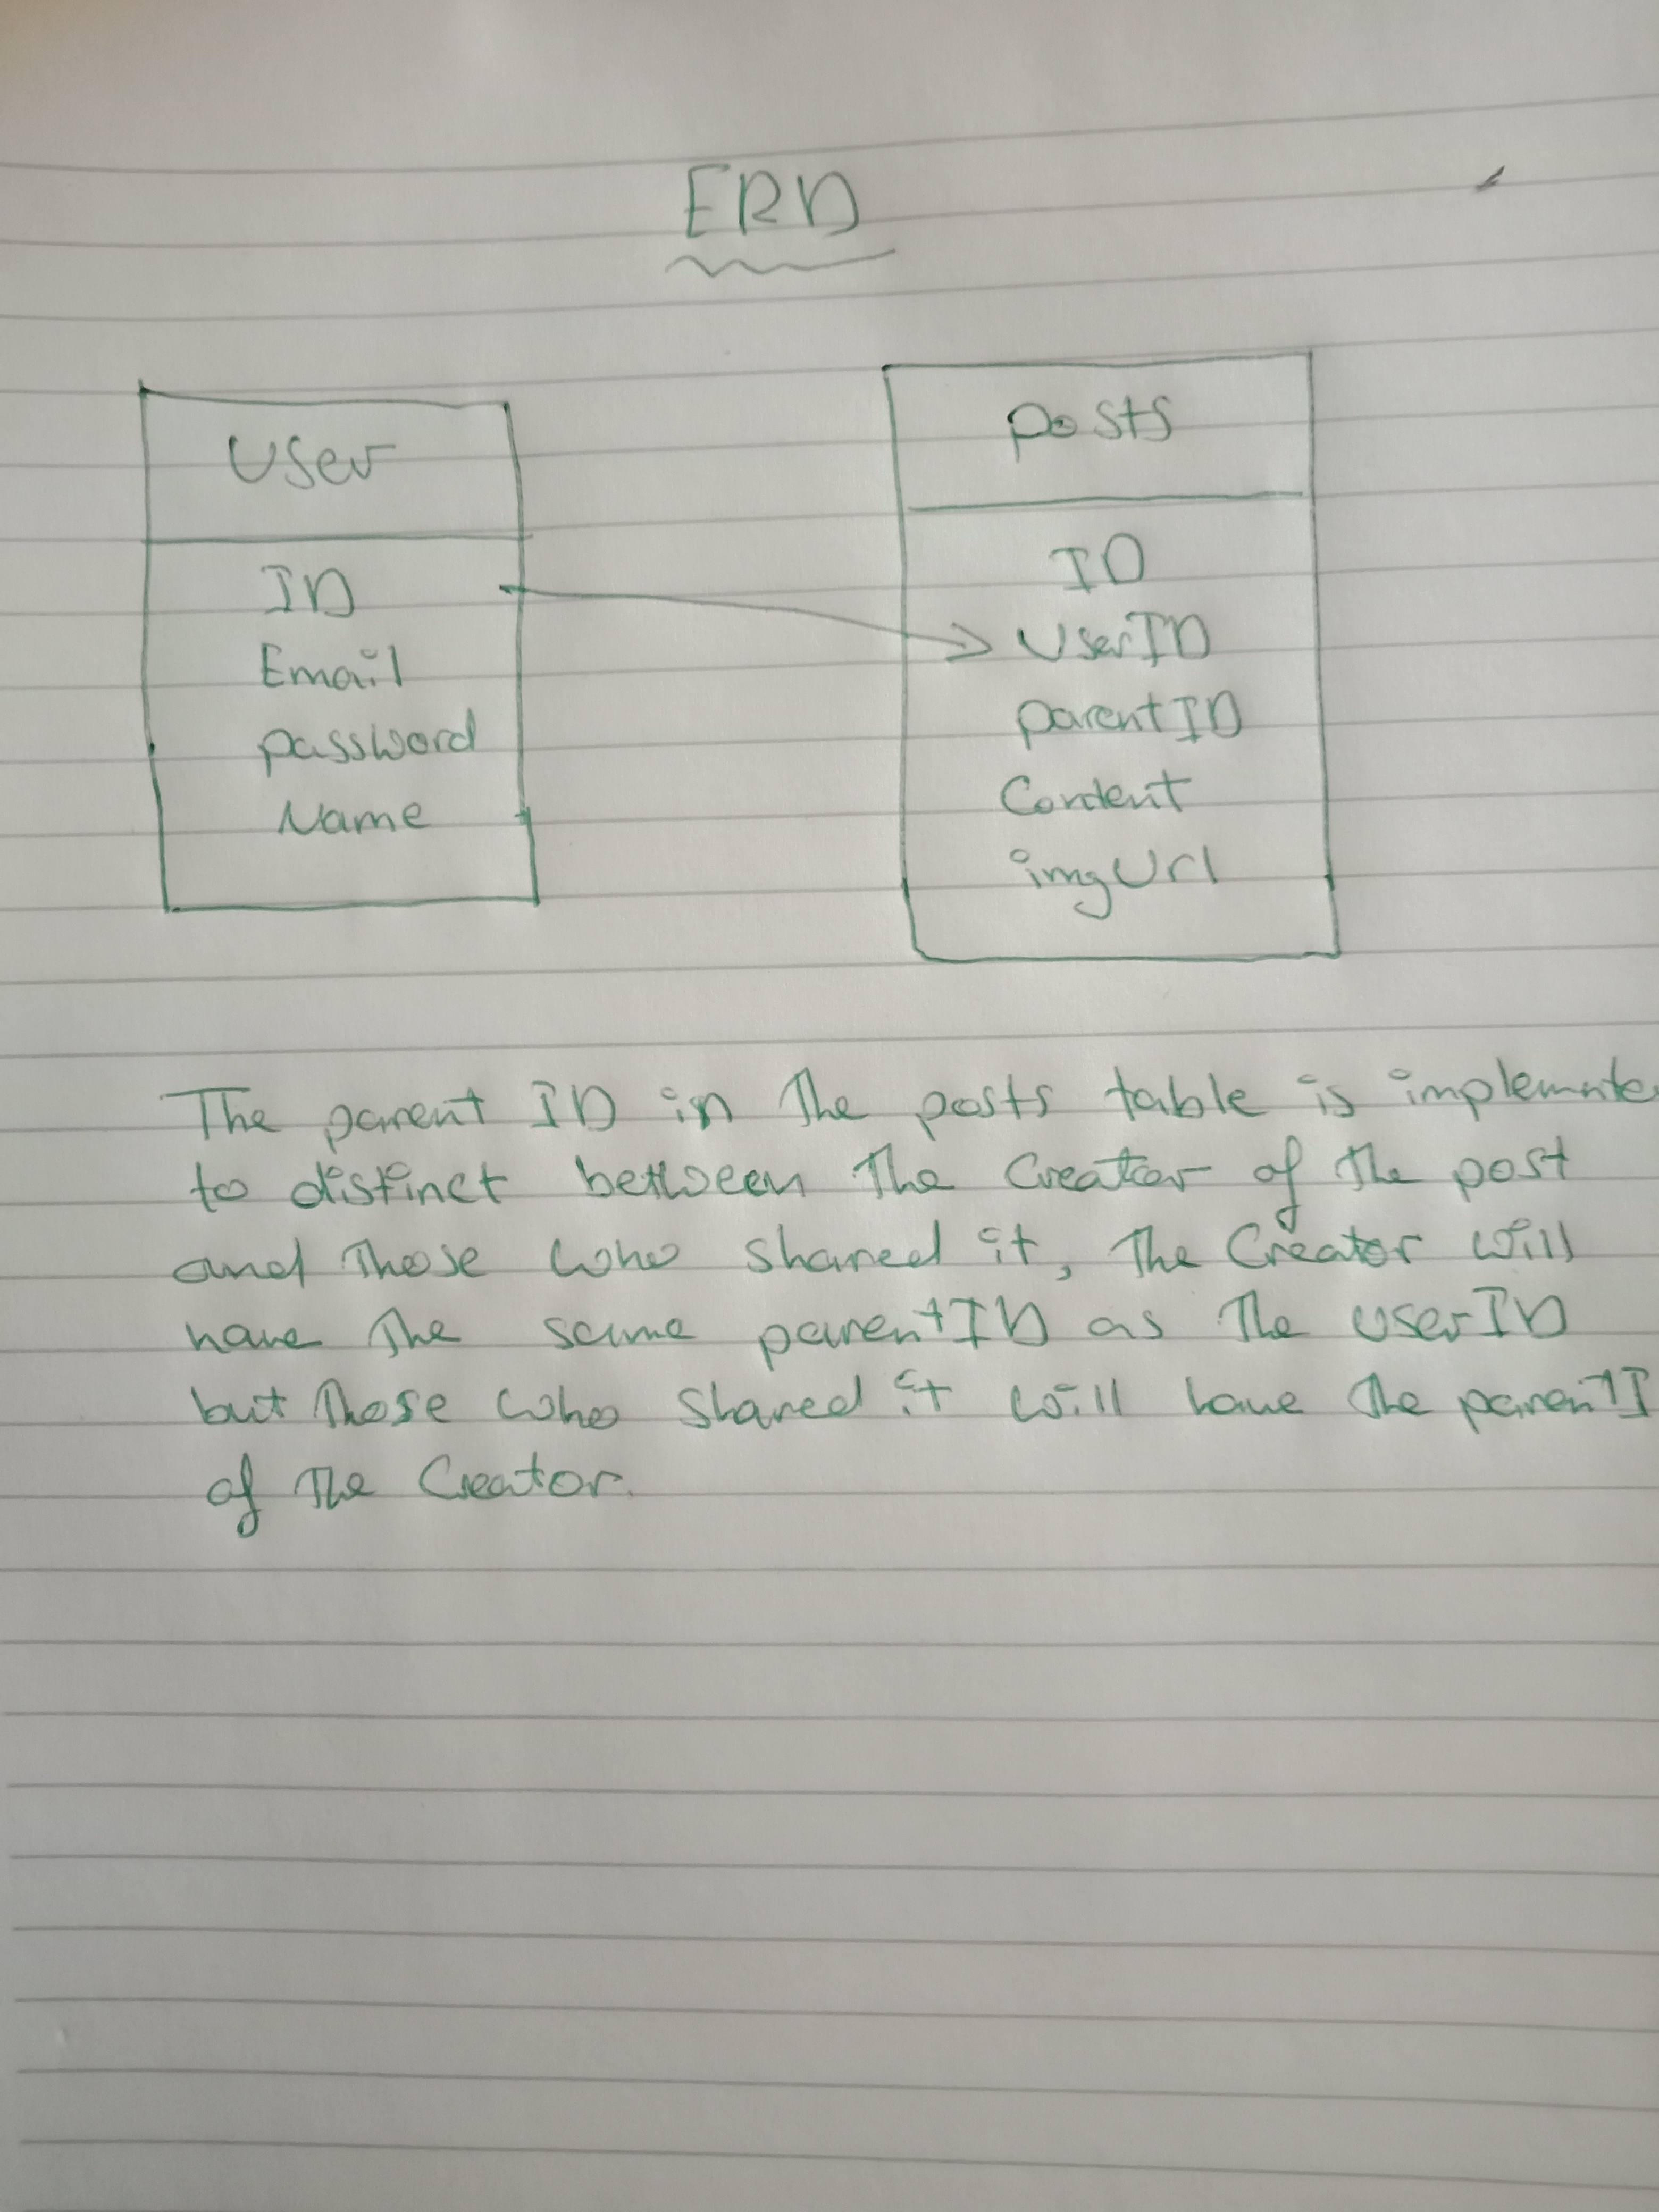 ERD
User
ID
Email
password
Name
posts
ID
UserID
parentID
Content
imgUrl
The parent ID in the posts table is implemente
to distinct between the Creator of the post
and those who shared it, the Creator will
have the same parentID as the userID
but those who shared it will have the parentI
of the Creator.